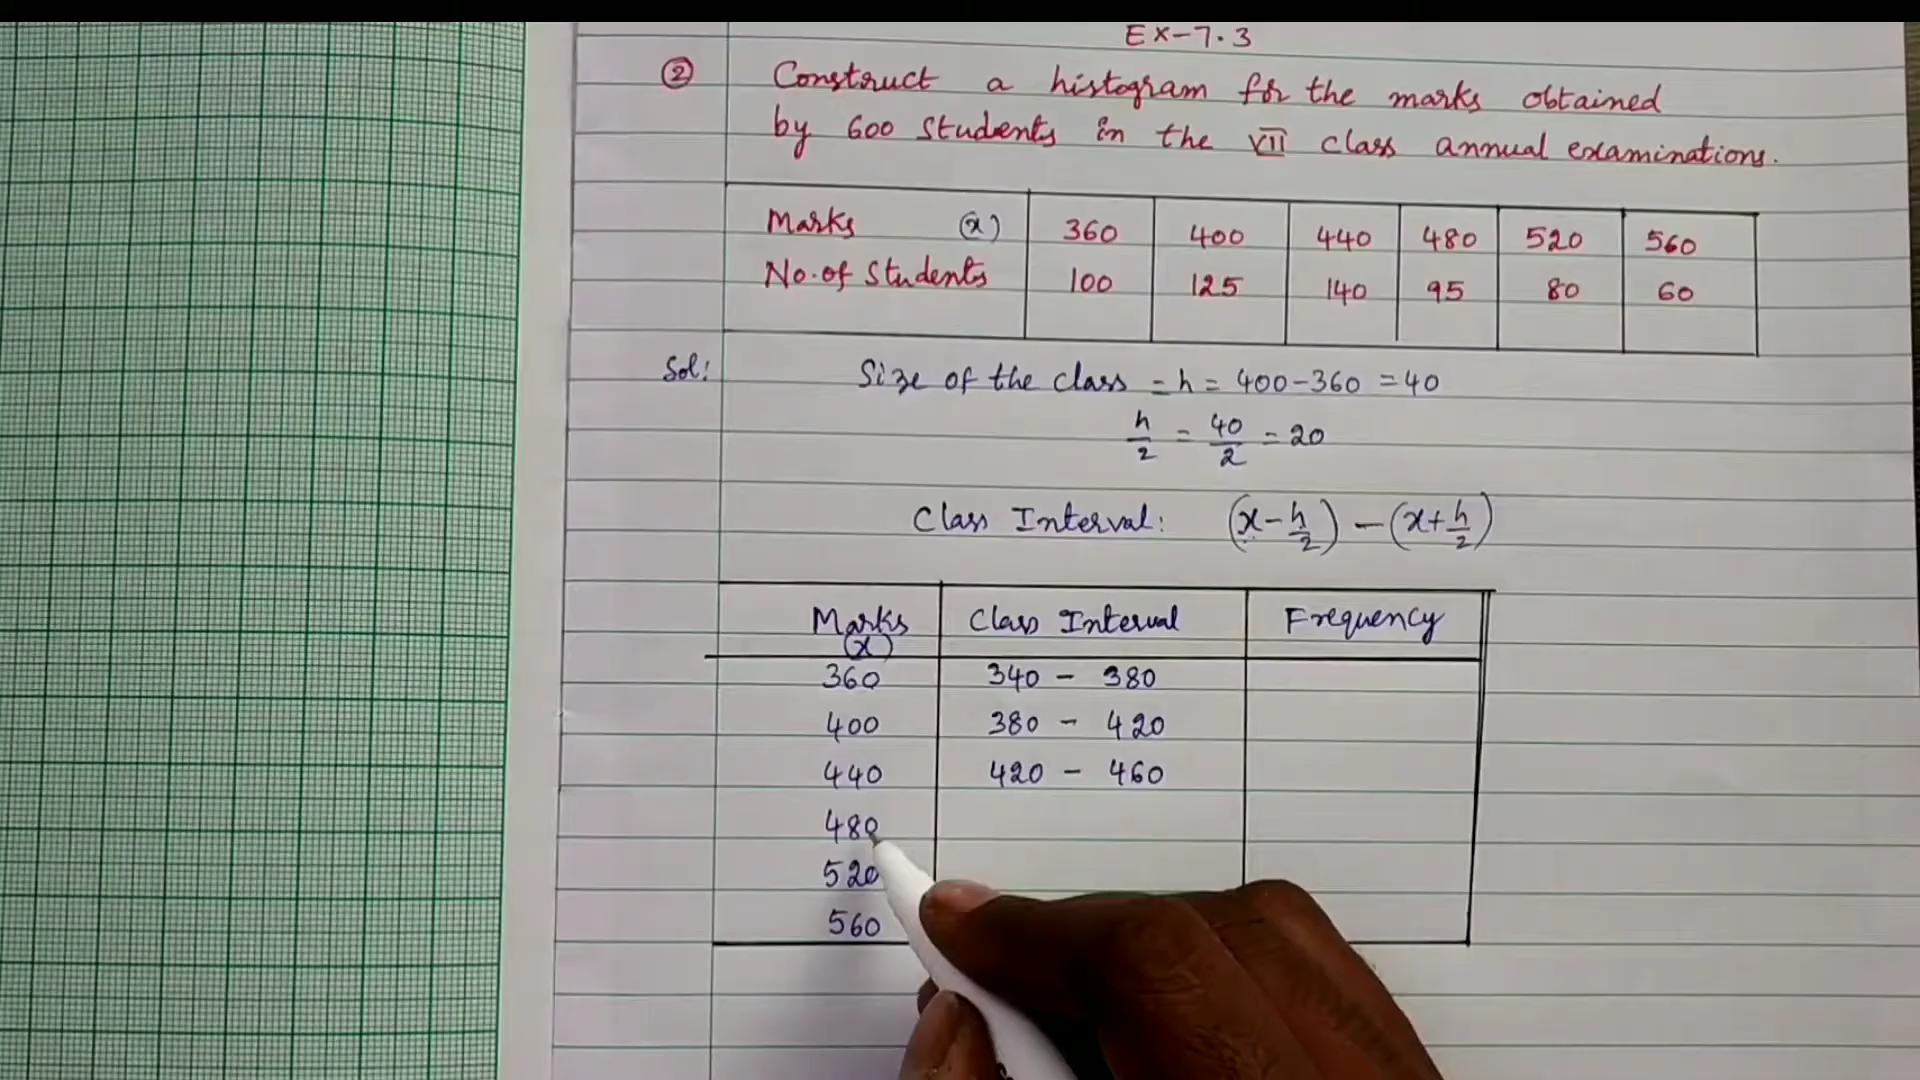 EX-7.3
② Construct a histogram for the marks obtained
by 600 students in the VII class annual examinations.
Marks (x) 360 400 440 480 520 560
No.of Students 100 125 140 95 80 60
Sol: Size of the class = h = 400-360 = 40
h/2 = 40/2 = 20
Class Interval: (x-h/2) - (x+h/2)
Marks (x) Class Interval Frequency
360 340 - 380
400 380 - 420
440 420 - 460
480
520
560